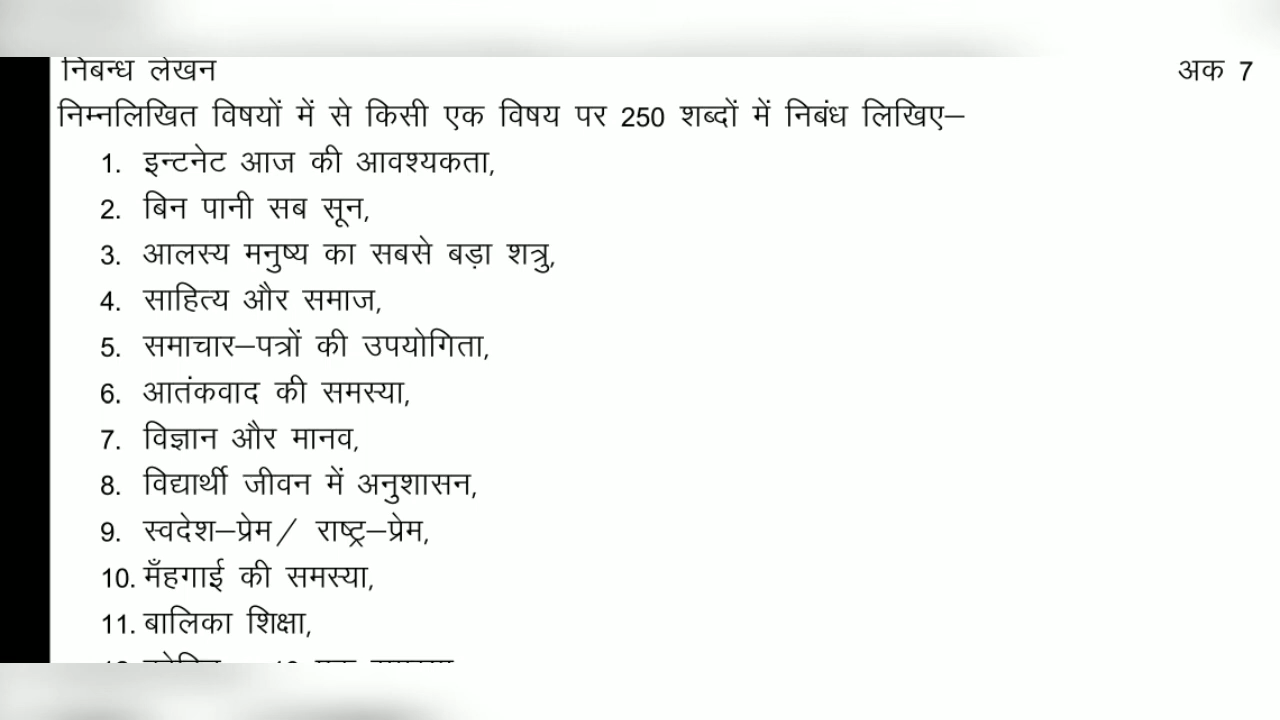 निबन्ध लेखन अक 7
निम्नलिखित विषयों में से किसी एक विषय पर 250 शब्दों में निबंध लिखिए–
1. इन्टनेट आज की आवश्यकता,
2. बिन पानी सब सून,
3. आलस्य मनुष्य का सबसे बड़ा शत्रु,
4. साहित्य और समाज,
5. समाचार–पत्रों की उपयोगिता,
6. आतंकवाद की समस्या,
7. विज्ञान और मानव,
8. विद्यार्थी जीवन में अनुशासन,
9. स्वदेश–प्रेम/ राष्ट्र–प्रेम,
10. मँहगाई की समस्या,
11. बालिका शिक्षा,